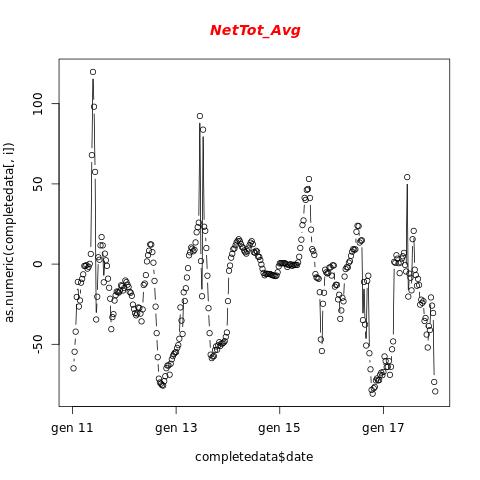 NetTot_Avg
as.numeric(completedata[, i])
100
50
0
-50
gen 11
gen 13
gen 15
gen 17
completedata$date